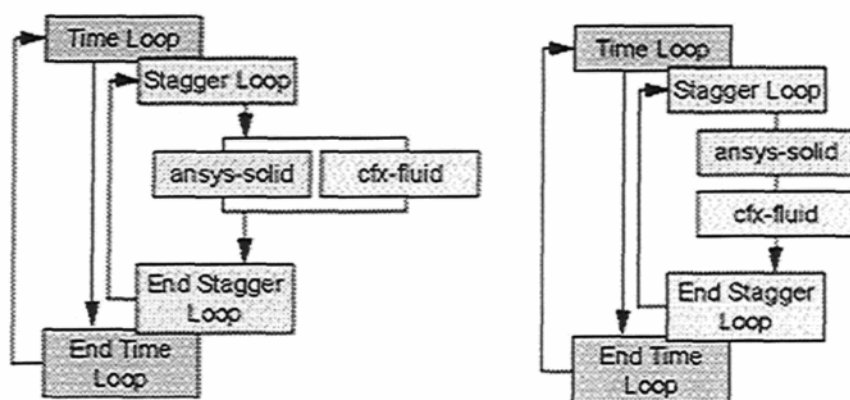 Time Loop
Stagger Loop
ansys-solid
cfx-fluid
End Stagger
Loop
End Time
Loop
Time Loop
Stagger Loop
ansys-solid
cfx-fluid
End Stagger
Loop
End Time
Loop